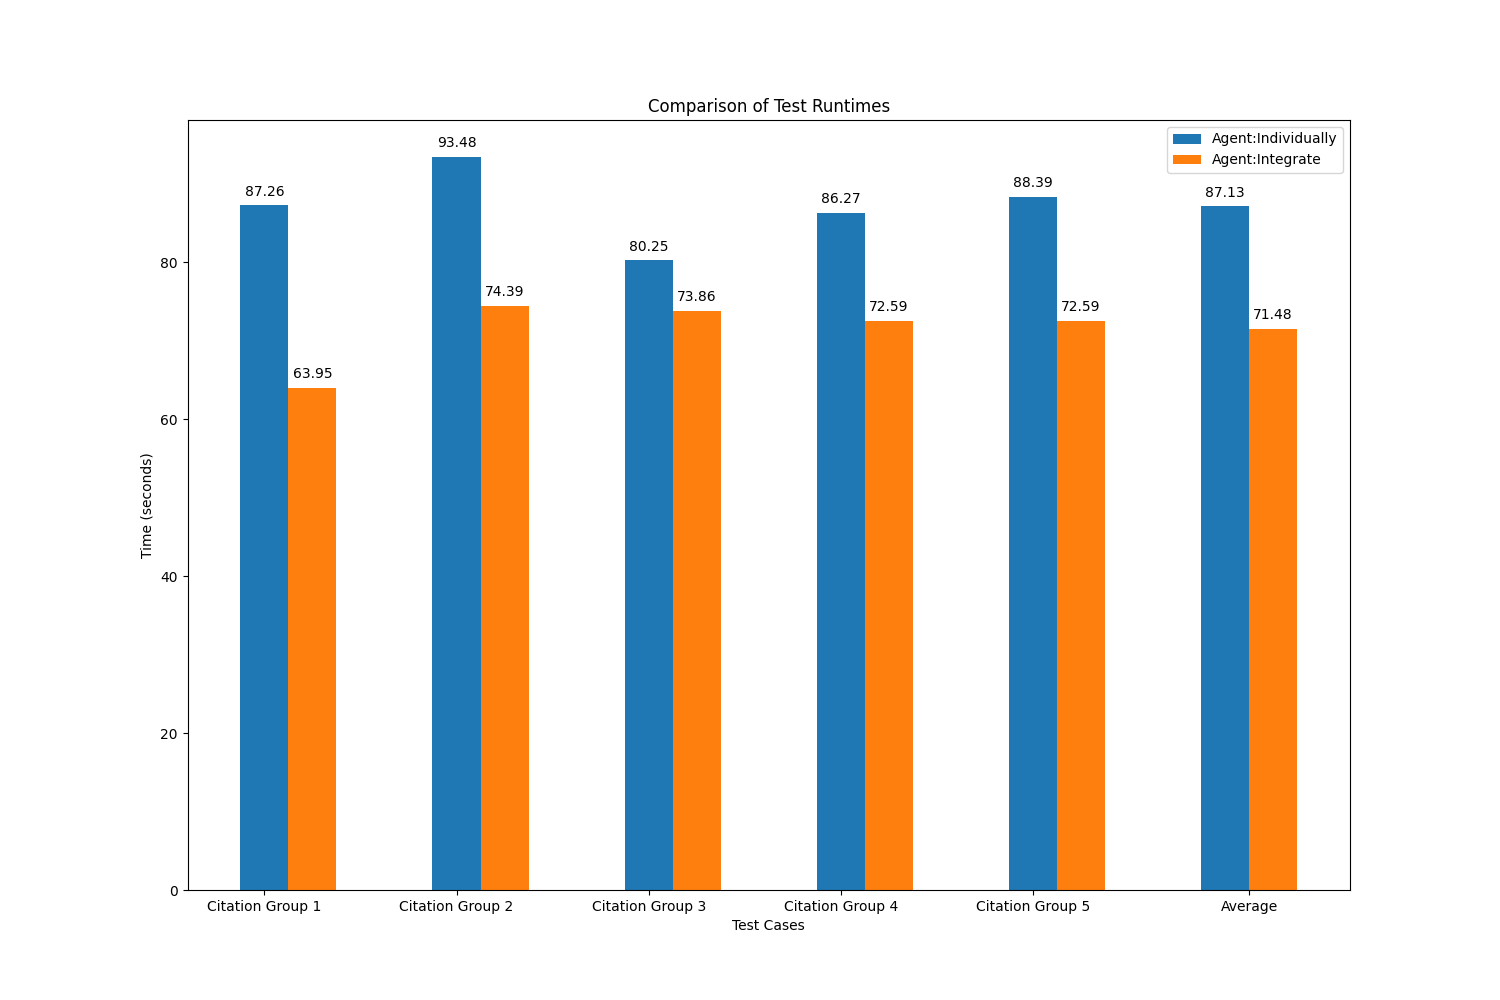 Comparison of Test Runtimes
Agent:Individually
Agent:Integrate
93.48
88.39
87.26
87.13
86.27
80.25
74.39
73.86
72.59
72.59
71.48
63.95
80
60
40
20
0
Time (seconds)
Citation Group 1
Citation Group 2
Citation Group 3
Citation Group 4
Citation Group 5
Average
Test Cases